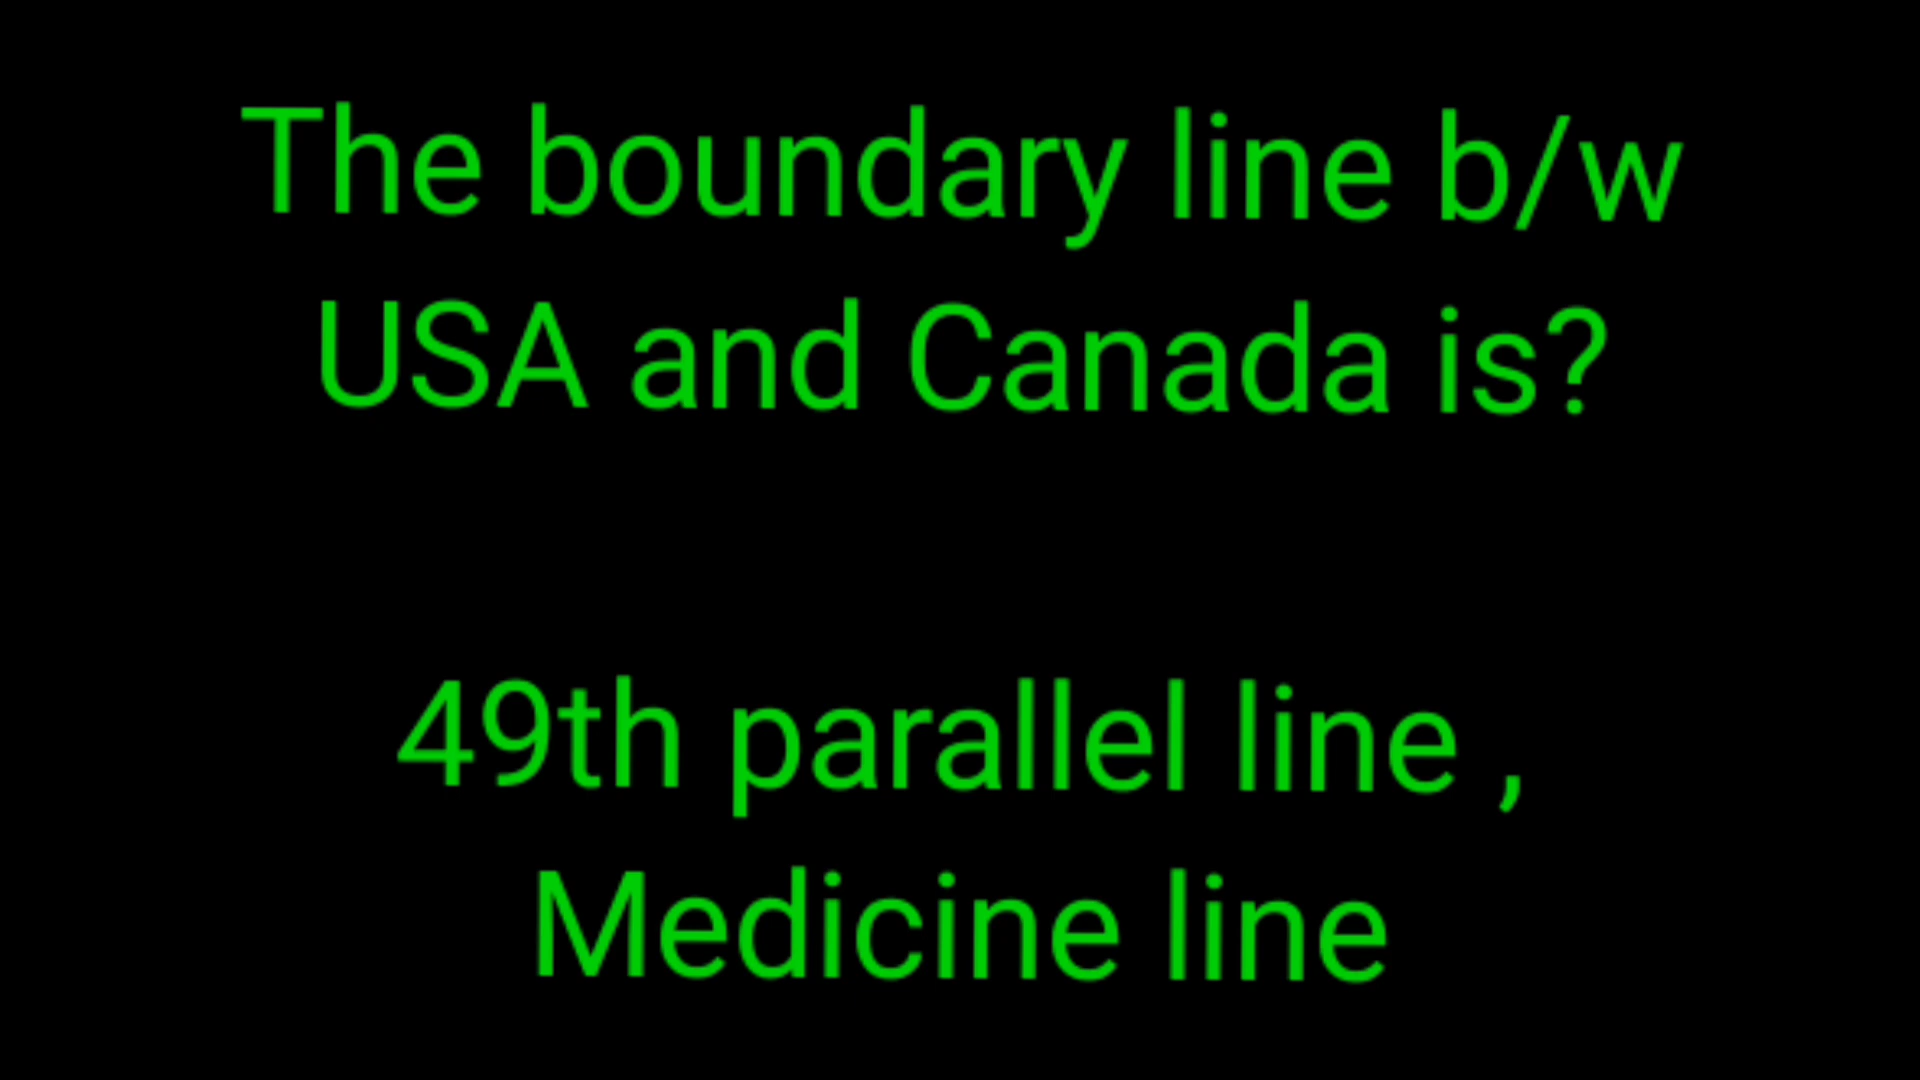 The boundary line b/w
USA and Canada is?
49th parallel line ,
Medicine line